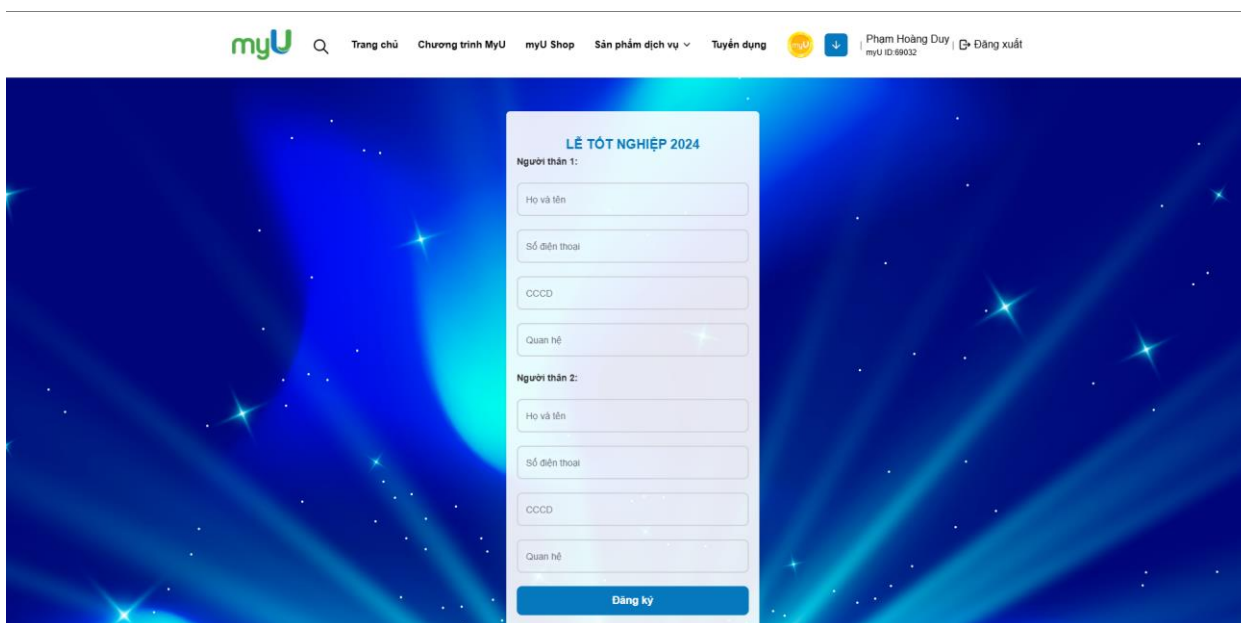 myU
Trang chủ
Chương trình MyU
myU Shop
Sản phẩm dịch vụ
Tuyển dụng
myU
Phạm Hoàng Duy
myU ID:69032
Đăng xuất
LỄ TỐT NGHIỆP 2024
Người thân 1:
Họ và tên
Số điện thoại
CCCD
Quan hệ
Người thân 2:
Họ và tên
Số điện thoại
CCCD
Quan hệ
Đăng ký